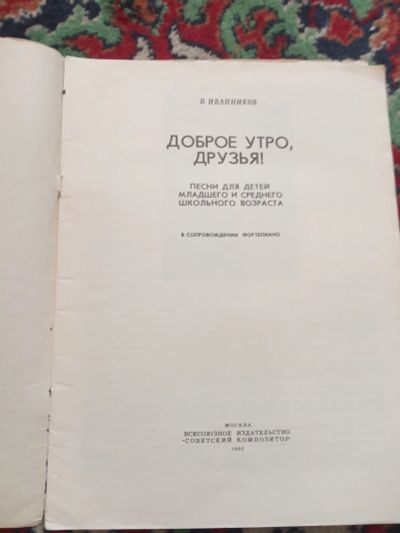 В. ИВАННИКОВ
ДОБРОЕ УТРО,
ДРУЗЬЯ!
ПЕСНИ ДЛЯ ДЕТЕЙ
МЛАДШЕГО И СРЕДНЕГО
ШКОЛЬНОГО ВОЗРАСТА
В СОПРОВОЖДЕНИИ ФОРТЕПИАНО
МОСКВА
ВСЕСОЮЗНОЕ ИЗДАТЕЛЬСТВО
"СОВЕТСКИЙ КОМПОЗИТОР"